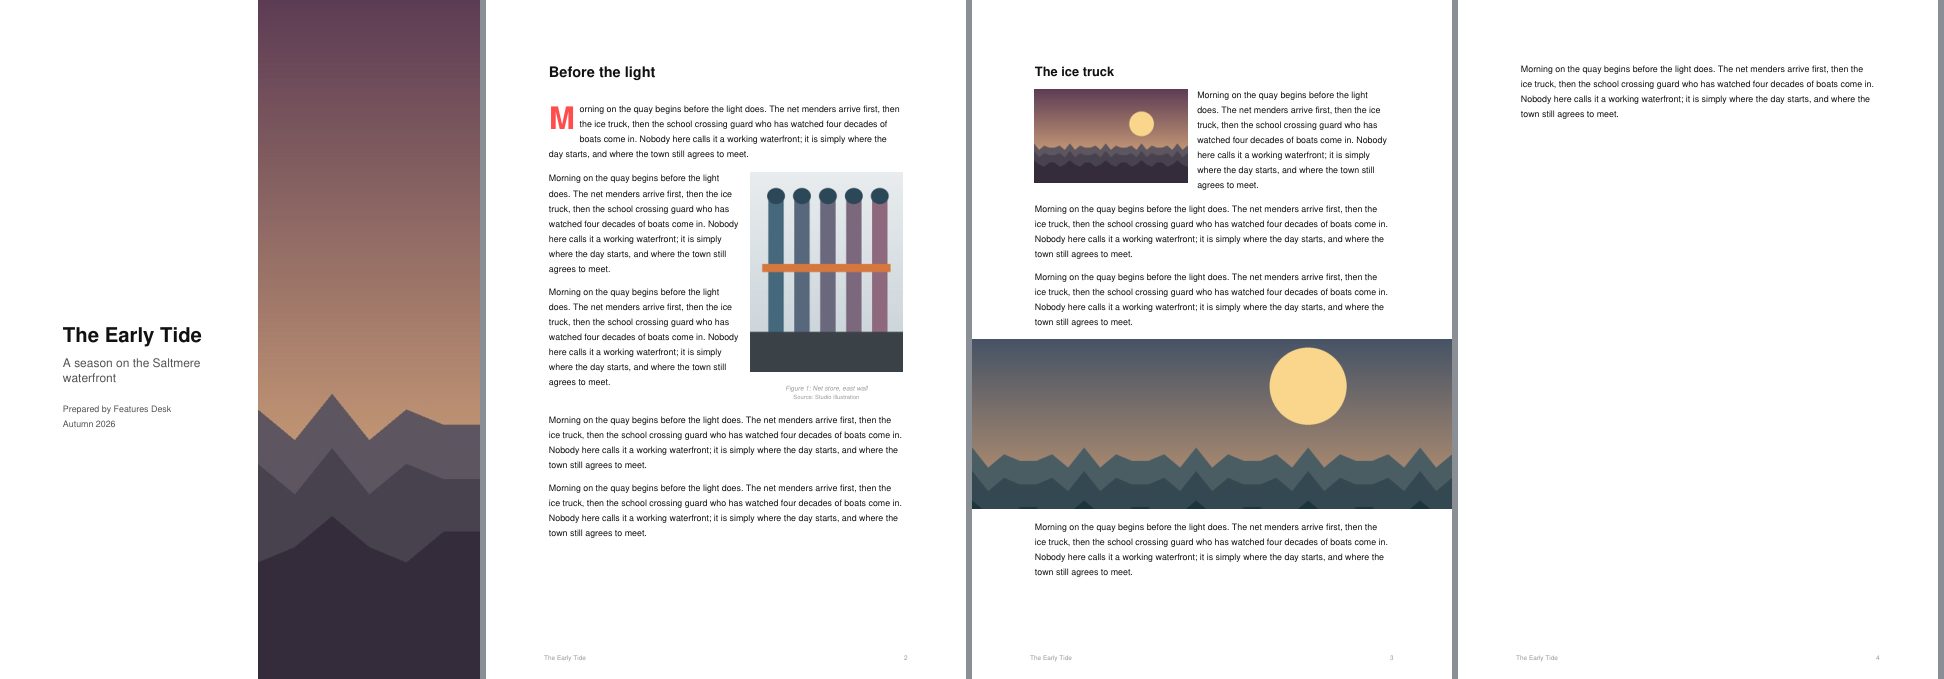 The Early Tide
A season on the Saltmere
waterfront
Prepared by Features Desk
Autumn 2026
Before the light
Morning on the quay begins before the light does. The net menders arrive first, then
the ice truck, then the school crossing guard who has watched four decades of
boats come in. Nobody here calls it a working waterfront; it is simply where the
day starts, and where the town still agrees to meet.
Morning on the quay begins before the light
does. The net menders arrive first, then the ice
truck, then the school crossing guard who has
watched four decades of boats come in. Nobody
here calls it a working waterfront; it is simply
where the day starts, and where the town still
agrees to meet.
Morning on the quay begins before the light
does. The net menders arrive first, then the ice
truck, then the school crossing guard who has
watched four decades of boats come in. Nobody
here calls it a working waterfront; it is simply
where the day starts, and where the town still
agrees to meet.
Figure 1: Net store, east wall
Source: Studio illustration
Morning on the quay begins before the light does. The net menders arrive first, then the
ice truck, then the school crossing guard who has watched four decades of boats come in.
Nobody here calls it a working waterfront; it is simply where the day starts, and where the
town still agrees to meet.
Morning on the quay begins before the light does. The net menders arrive first, then the
ice truck, then the school crossing guard who has watched four decades of boats come in.
Nobody here calls it a working waterfront; it is simply where the day starts, and where the
town still agrees to meet.
The Early Tide 2
The ice truck
Morning on the quay begins before the light
does. The net menders arrive first, then the ice
truck, then the school crossing guard who has
watched four decades of boats come in. Nobody
here calls it a working waterfront; it is simply
where the day starts, and where the town still
agrees to meet.
Morning on the quay begins before the light does. The net menders arrive first, then the
ice truck, then the school crossing guard who has watched four decades of boats come in.
Nobody here calls it a working waterfront; it is simply where the day starts, and where the
town still agrees to meet.
Morning on the quay begins before the light does. The net menders arrive first, then the
ice truck, then the school crossing guard who has watched four decades of boats come in.
Nobody here calls it a working waterfront; it is simply where the day starts, and where the
town still agrees to meet.
Morning on the quay begins before the light does. The net menders arrive first, then the
ice truck, then the school crossing guard who has watched four decades of boats come in.
Nobody here calls it a working waterfront; it is simply where the day starts, and where the
town still agrees to meet.
The Early Tide 3
Morning on the quay begins before the light does. The net menders arrive first, then the
ice truck, then the school crossing guard who has watched four decades of boats come in.
Nobody here calls it a working waterfront; it is simply where the day starts, and where the
town still agrees to meet.
The Early Tide 4